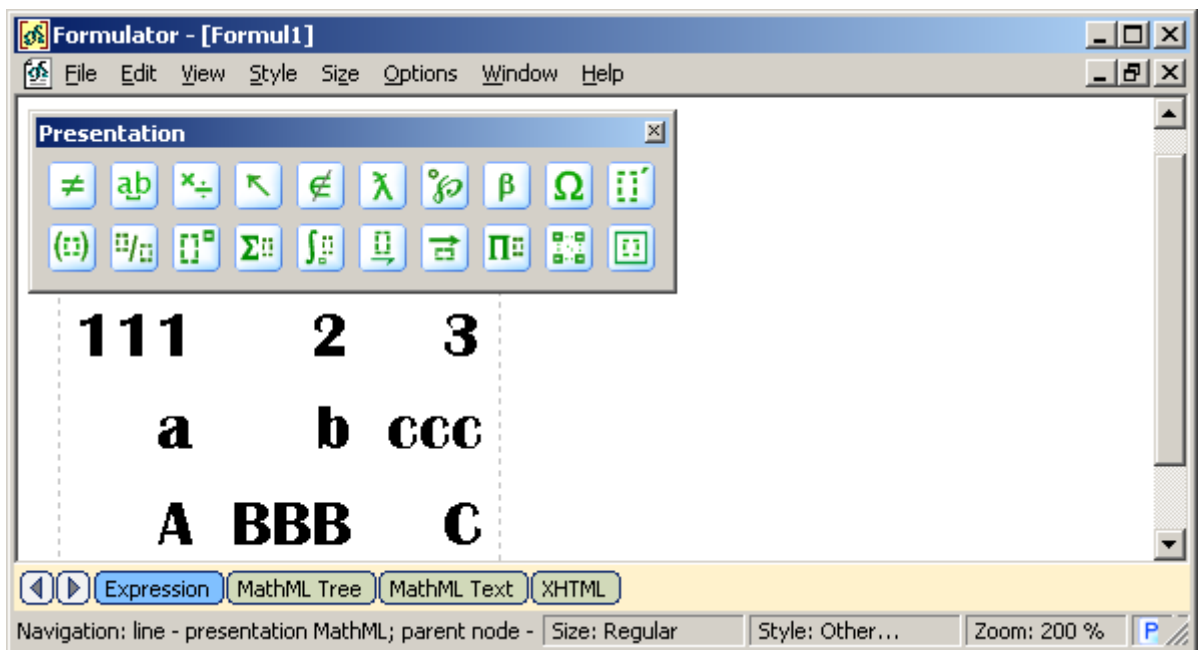 Formulator - [Formul1]
File Edit View Style Size Options Window Help
Presentation
≠ ab ×÷ ↖ ∉ ƛ °℘ β Ω ′
( ) / Σ ∫ → → Π
111 2 3
a b ccc
A BBB C
Expression MathML Tree MathML Text XHTML
Navigation: line - presentation MathML; parent node - Size: Regular Style: Other... Zoom: 200 % P